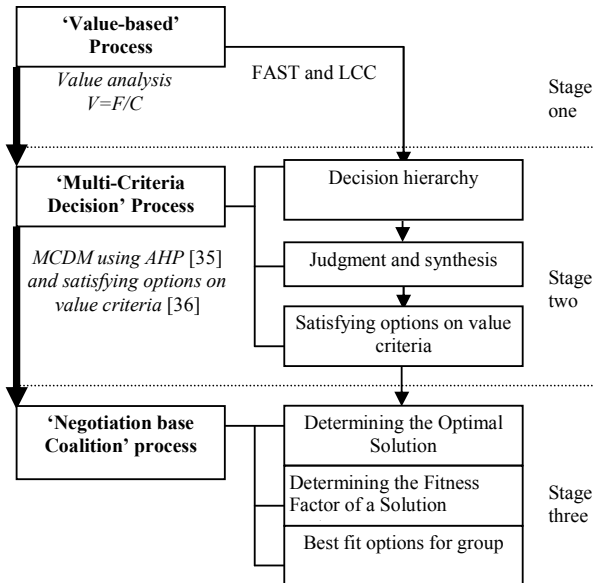 ‘Value-based’
Process
Value analysis
V=F/C
FAST and LCC
Stage
one
‘Multi-Criteria
Decision’ Process
Decision hierarchy
MCDM using AHP [35]
and satisfying options on
value criteria [36]
Judgment and synthesis
Satisfying options on value
criteria
Stage
two
‘Negotiation base
Coalition’ process
Determining the Optimal
Solution
Determining the Fitness
Factor of a Solution
Best fit options for group
Stage
three